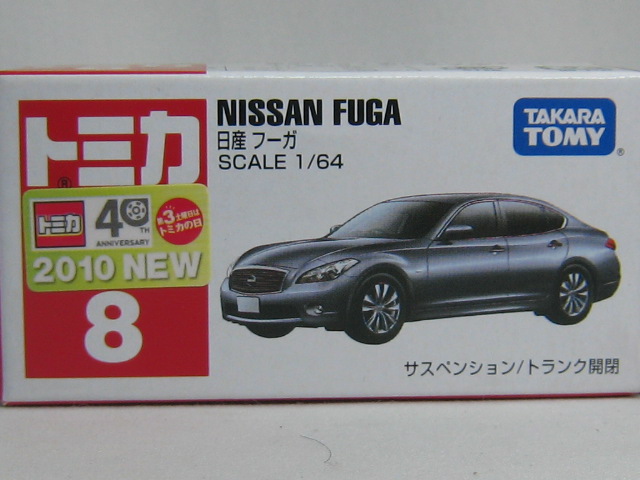 トミカ
®
トミカ
40TH
ANNIVERSARY
第3土曜日は
トミカの日
2010 NEW
8
NISSAN FUGA
日産 フーガ
SCALE 1/64
TAKARA
TOMY
®
サスペンション/トランク開閉